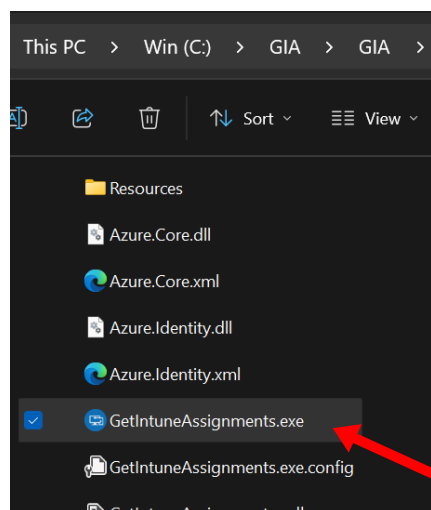 This PC > Win (C:) > GIA > GIA >
Sort View
Resources
Azure.Core.dll
Azure.Core.xml
Azure.Identity.dll
Azure.Identity.xml
GetIntuneAssignments.exe
GetIntuneAssignments.exe.config